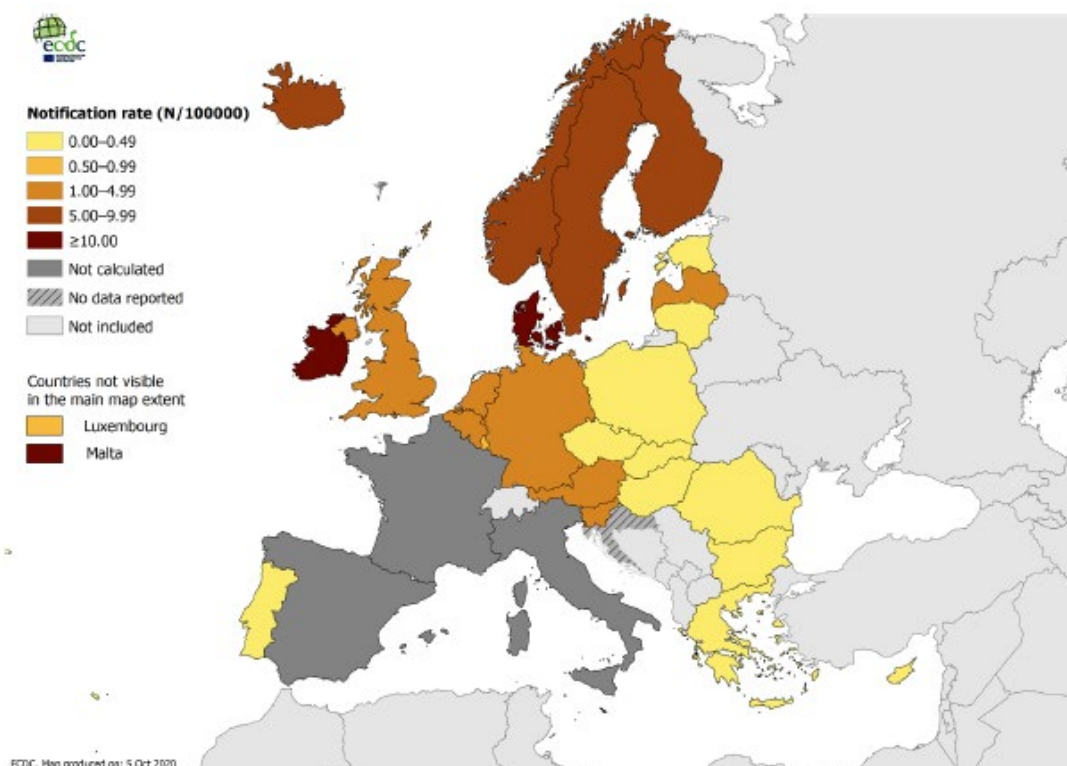 ecdc
Notification rate (N/100000)
0.00–0.49
0.50–0.99
1.00–4.99
5.00–9.99
≥10.00
Not calculated
No data reported
Not included
Countries not visible
in the main map extent
Luxembourg
Malta
ECDC. Map produced on: 5 Oct 2020